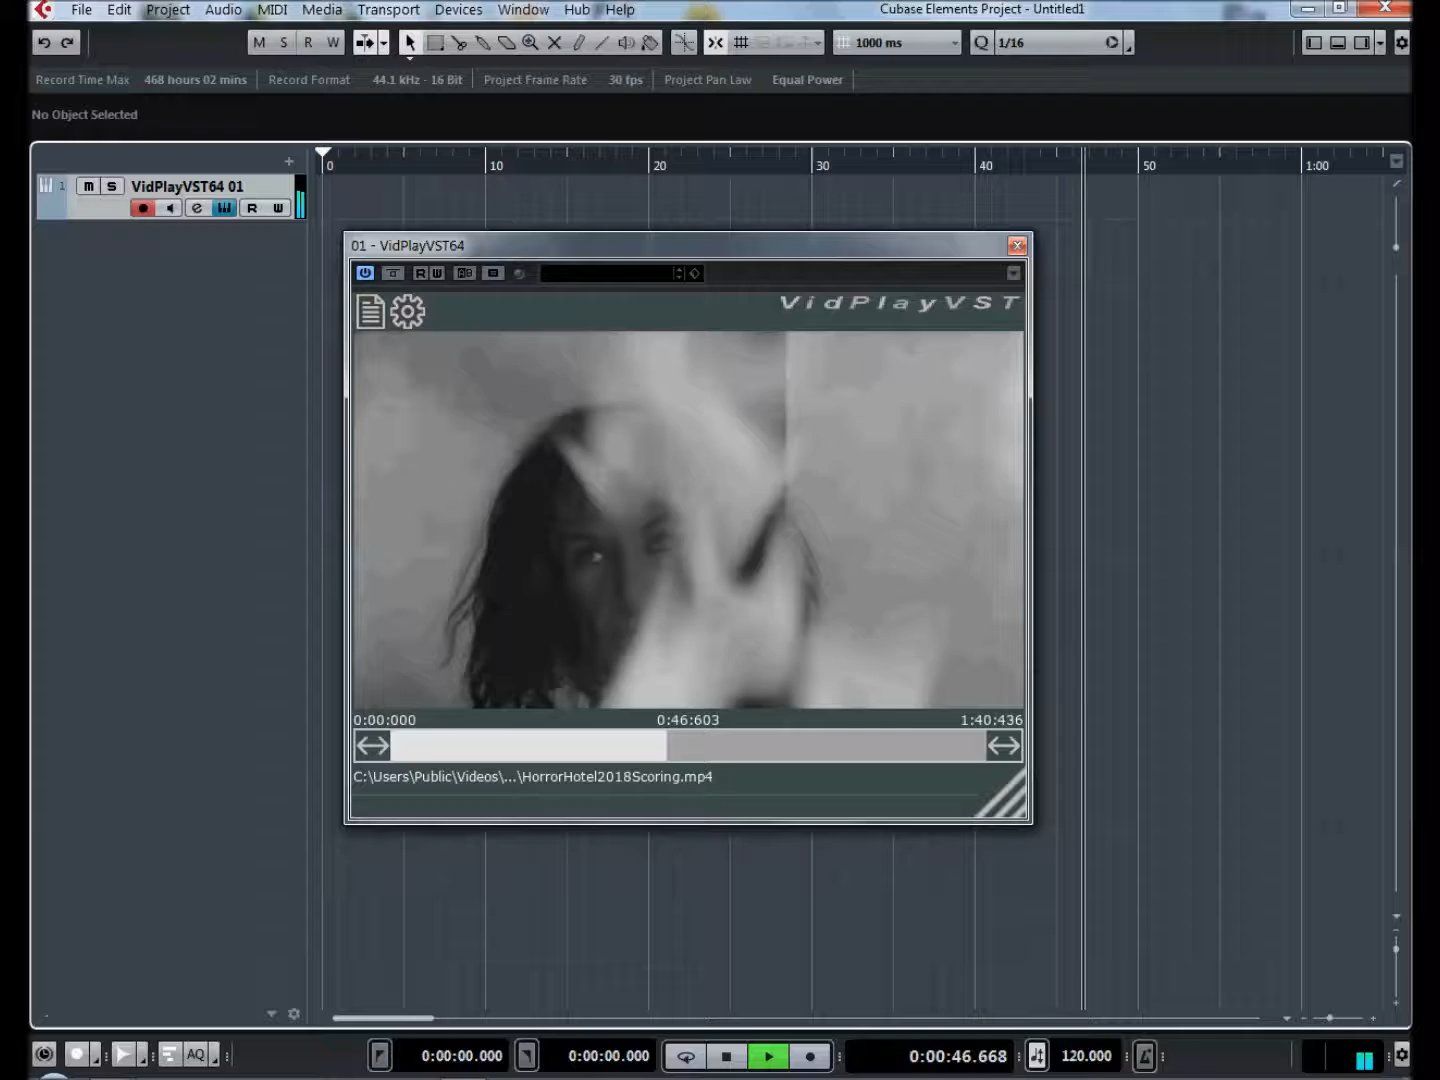 File Edit Project Audio MIDI Media Transport Devices Window Hub Help Cubase Elements Project - Untitled1
M S R W 1000 ms Q 1/16
Record Time Max 468 hours 02 mins Record Format 44.1 kHz - 16 Bit Project Frame Rate 30 fps Project Pan Law Equal Power
No Object Selected
0 10 20 30 40 50 1:00
1 m S VidPlayVST64 01
e R W
01 - VidPlayVST64
R W
VidPlayVST
0:00:000 0:46:603 1:40:436
C:\Users\Public\Videos\...\HorrorHotel2018Scoring.mp4
AQ 0:00:00.000 0:00:00.000 0:00:46.668 120.000